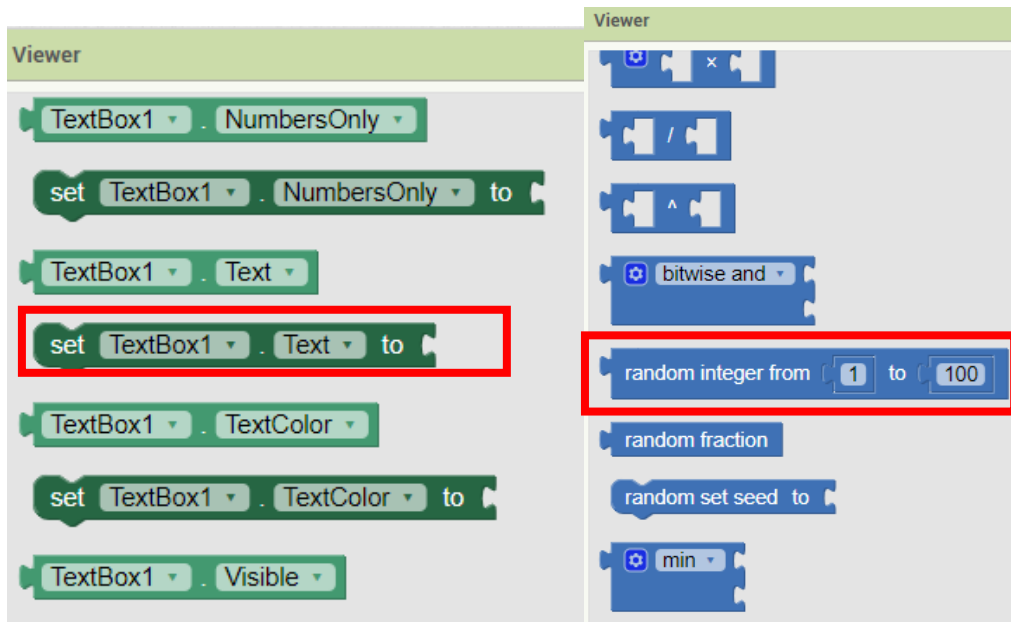 Viewer
TextBox1 . NumbersOnly
set TextBox1 . NumbersOnly to
TextBox1 . Text
set TextBox1 . Text to
TextBox1 . TextColor
set TextBox1 . TextColor to
TextBox1 . Visible
Viewer
×
/
^
bitwise and
random integer from 1 to 100
random fraction
random set seed to
min